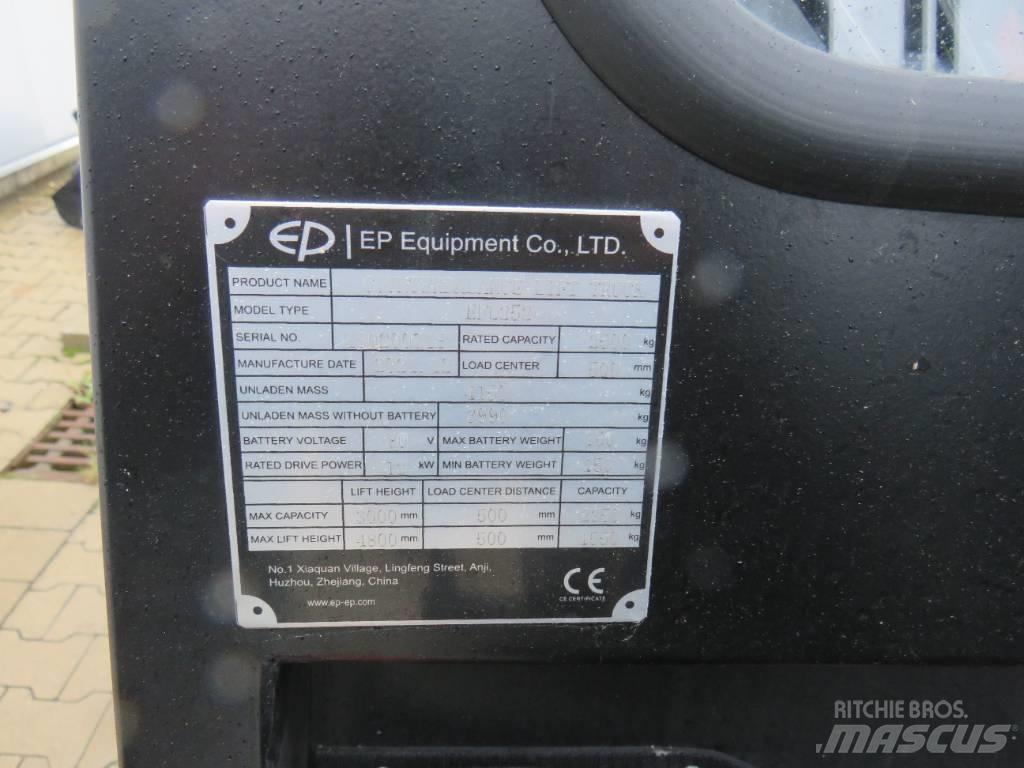 EP | EP Equipment Co., LTD.
PRODUCT NAME LIFT TRUCK
MODEL TYPE
SERIAL NO. RATED CAPACITY kg
MANUFACTURE DATE LOAD CENTER 500 mm
UNLADEN MASS kg
UNLADEN MASS WITHOUT BATTERY kg
BATTERY VOLTAGE V MAX BATTERY WEIGHT kg
RATED DRIVE POWER kW MIN BATTERY WEIGHT kg
LIFT HEIGHT LOAD CENTER DISTANCE CAPACITY
MAX CAPACITY 3000 mm 500 mm kg
MAX LIFT HEIGHT 4800 mm 500 mm kg
No.1 Xiaquan Village, Lingfeng Street, Anji,
Huzhou, Zhejiang, China
www.ep-ep.com
CE
CE CERTIFICATE
RITCHIE BROS.
MASCUS